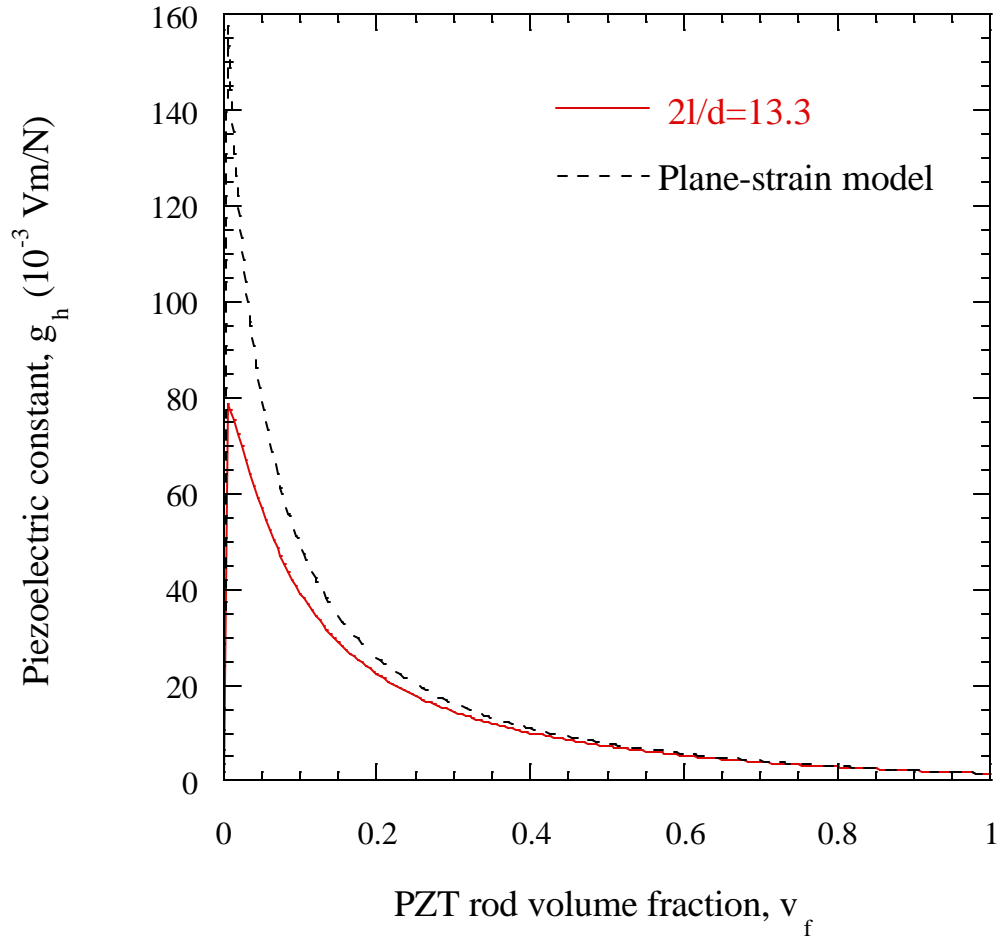 160
140
120
100
80
60
40
20
0
Piezoelectric constant, g_h (10^-3 Vm/N)
2l/d=13.3
Plane-strain model
0 0.2 0.4 0.6 0.8 1
PZT rod volume fraction, v_f